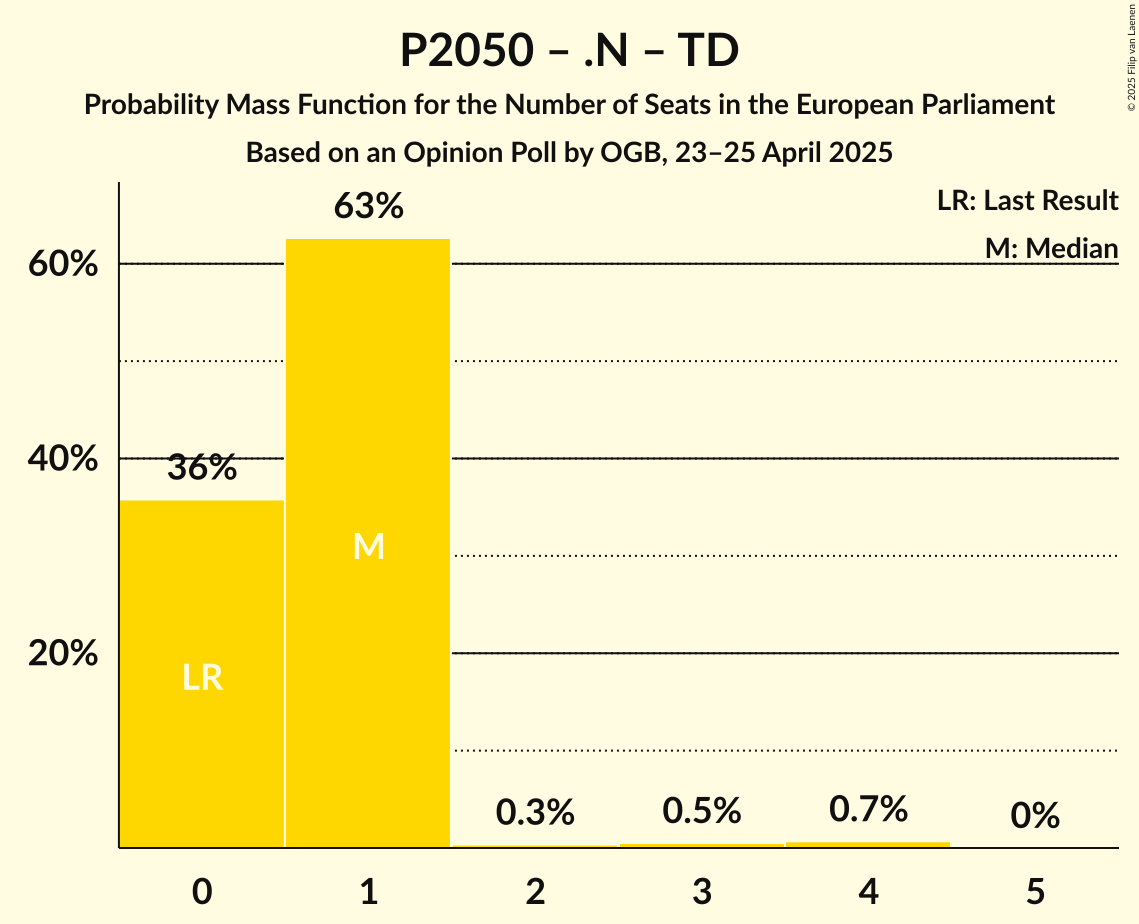 P2050 – .N – TD
Probability Mass Function for the Number of Seats in the European Parliament
Based on an Opinion Poll by OGB, 23–25 April 2025
© 2025 Filip van Laenen
LR: Last Result
M: Median
63%
60%
40%
36%
M
20%
LR
0.3%
0.5%
0.7%
0%
0 1 2 3 4 5